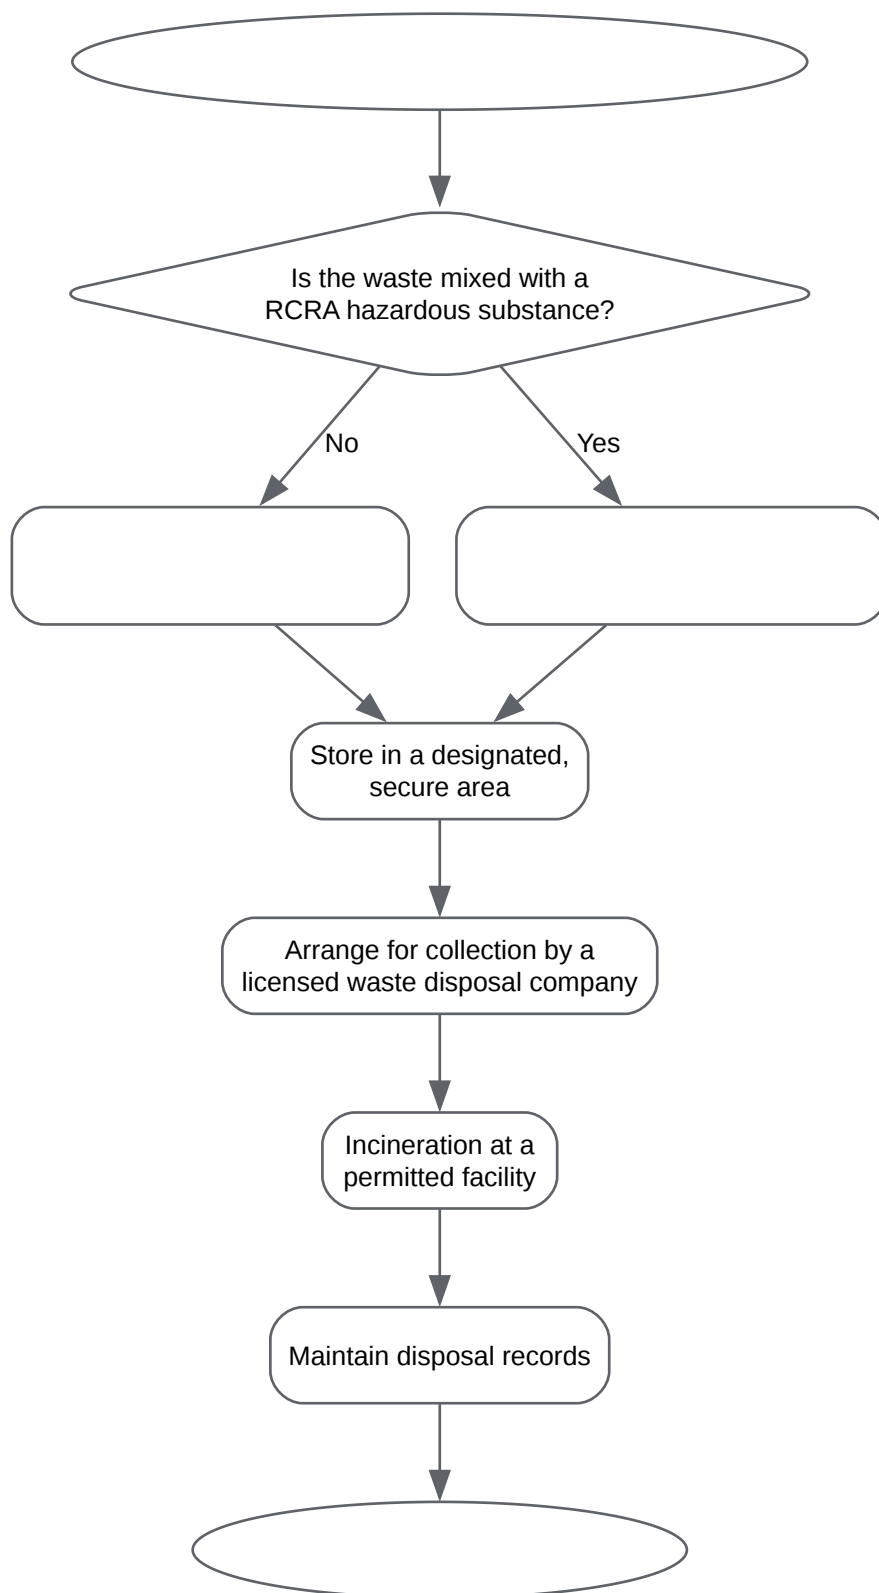 Is the waste mixed with a
RCRA hazardous substance?
No
Yes
Store in a designated,
secure area
Arrange for collection by a
licensed waste disposal company
Incineration at a
permitted facility
Maintain disposal records